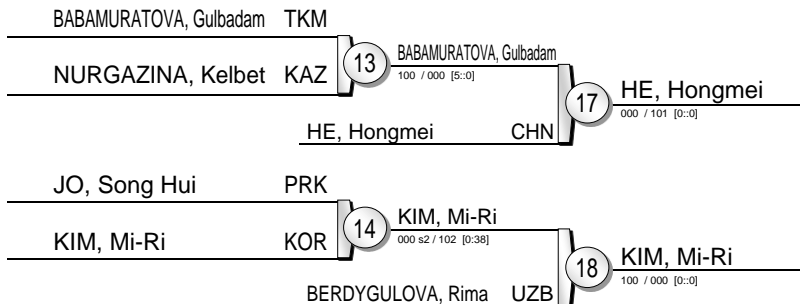 BABAMURATOVA, Gulbadam TKM
13
BABAMURATOVA, Gulbadam
100 / 000 [5::0]
NURGAZINA, Kelbet KAZ
17
HE, Hongmei
000 / 101 [0::0]
HE, Hongmei CHN
JO, Song Hui PRK
14
KIM, Mi-Ri
000 s2 / 102 [0:38]
KIM, Mi-Ri KOR
18
KIM, Mi-Ri
100 / 000 [0::0]
BERDYGULOVA, Rima UZB